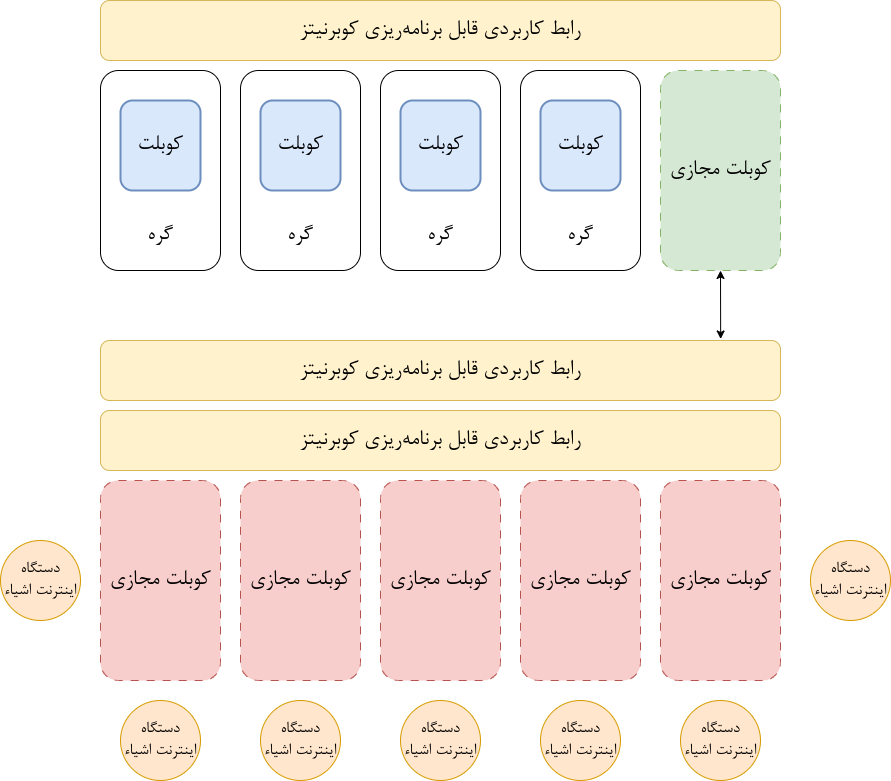 رابط کاربردی قابل برنامه‌ریزی کوبرنیتز
کوبلت
کوبلت
کوبلت
کوبلت
کوبلت مجازی
گره
گره
گره
گره
رابط کاربردی قابل برنامه‌ریزی کوبرنیتز
رابط کاربردی قابل برنامه‌ریزی کوبرنیتز
دستگاه
اینترنت اشیاء
کوبلت مجازی
کوبلت مجازی
کوبلت مجازی
کوبلت مجازی
کوبلت مجازی
دستگاه
اینترنت اشیاء
دستگاه
اینترنت اشیاء
دستگاه
اینترنت اشیاء
دستگاه
اینترنت اشیاء
دستگاه
اینترنت اشیاء
دستگاه
اینترنت اشیاء